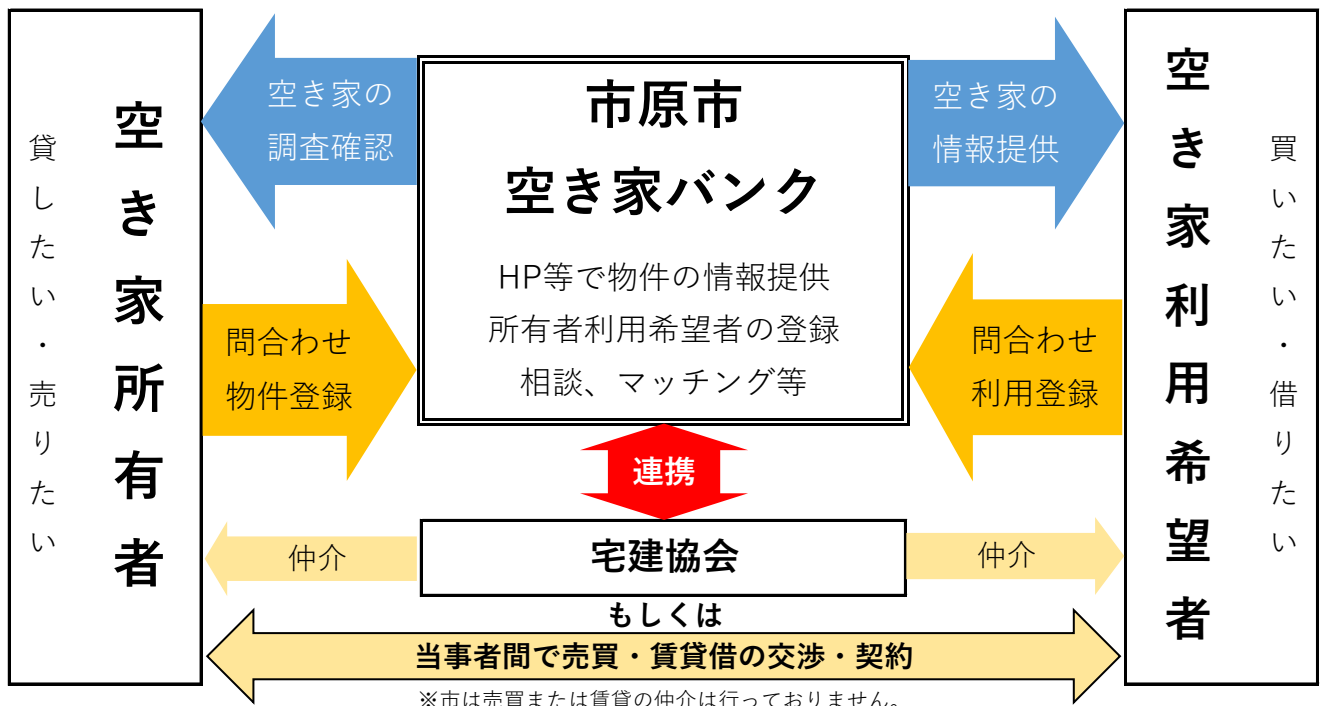 空き家所有者
貸したい・売りたい
空き家の
調査確認
問合わせ
物件登録
市原市
空き家バンク
HP等で物件の情報提供
所有者利用希望者の登録
相談、マッチング等
空き家の
情報提供
問合わせ
利用登録
空き家利用希望者
買いたい・借りたい
連携
仲介
宅建協会
仲介
もしくは
当事者間で売買・賃貸借の交渉・契約
※市は売買または賃貸の仲介は行っておりません。